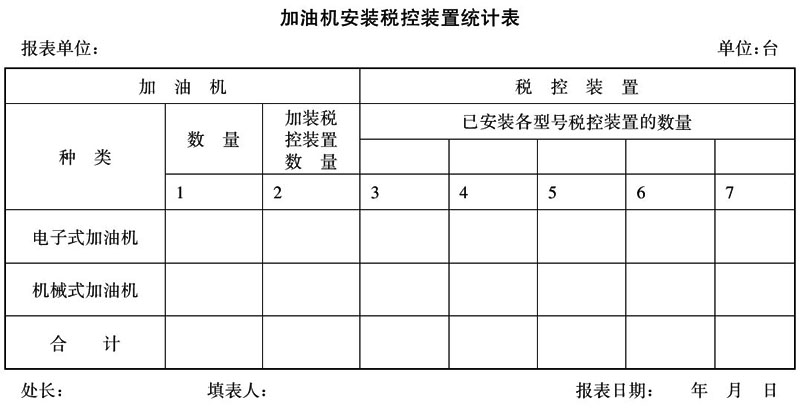 加油机安装税控装置统计表
报表单位： 单位：台
加 油 机 税 控 装 置
种 类 数 量 加装税控装置数 量 已安装各型号税控装置的数量
1 2 3 4 5 6 7
电子式加油机
机械式加油机
合 计
处长： 填表人： 报表日期： 年 月 日